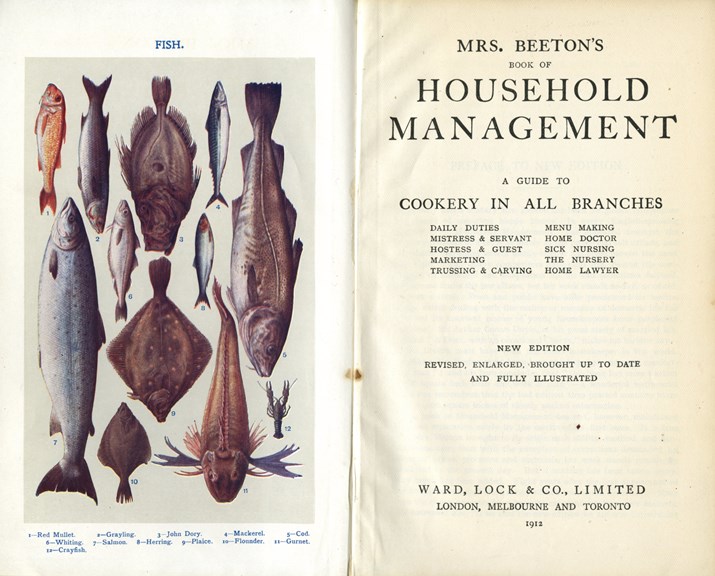 FISH.
1
2
3
4
5
6
7
8
9
10
11
12
1—Red Mullet. 2—Grayling. 3—John Dory. 4—Mackerel. 5—Cod.
6—Whiting. 7—Salmon. 8—Herring. 9—Plaice. 10—Flounder. 11—Gurnet.
12—Crayfish.
MRS. BEETON'S
BOOK OF
HOUSEHOLD
MANAGEMENT
A GUIDE TO
COOKERY IN ALL BRANCHES
DAILY DUTIES MENU MAKING
MISTRESS & SERVANT HOME DOCTOR
HOSTESS & GUEST SICK NURSING
MARKETING THE NURSERY
TRUSSING & CARVING HOME LAWYER
NEW EDITION
REVISED, ENLARGED, BROUGHT UP TO DATE
AND FULLY ILLUSTRATED
WARD, LOCK & CO., LIMITED
LONDON, MELBOURNE AND TORONTO
1912